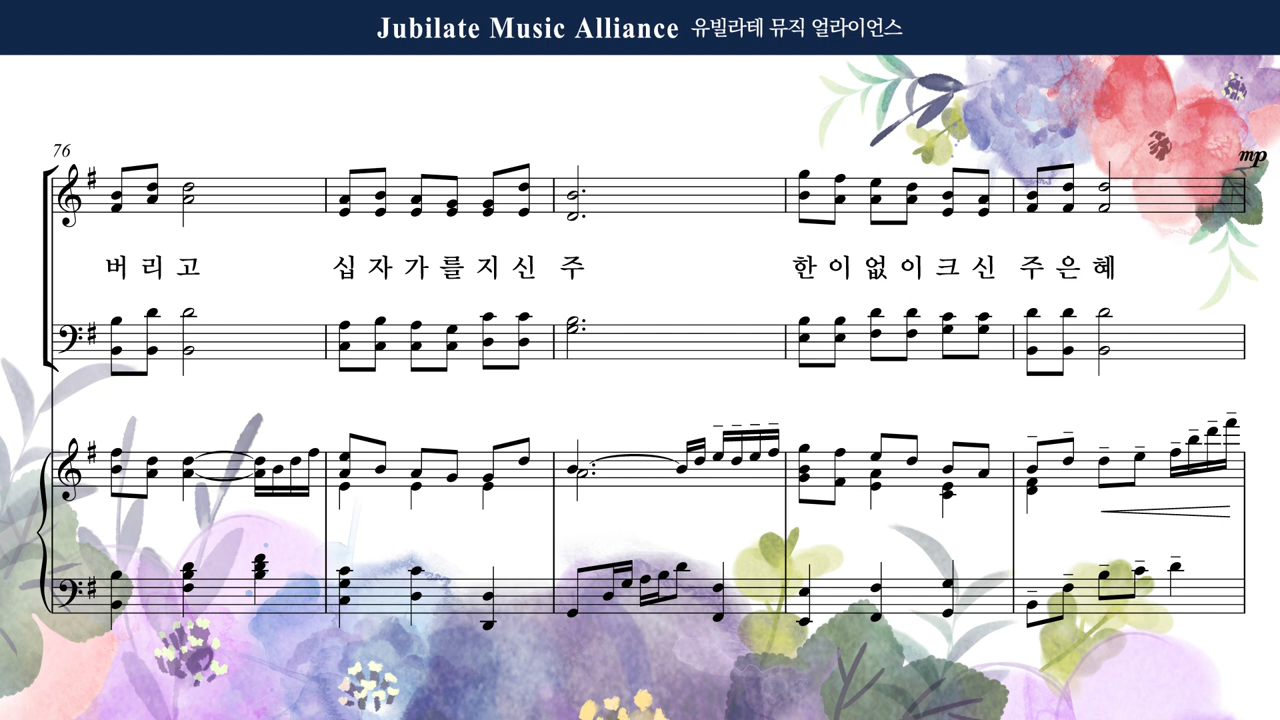 Jubilate Music Alliance 유빌라테 뮤직 얼라이언스
76
mp
버 리 고 십 자 가 를 지 신 주 한 이 없 이 크 신 주 은 혜